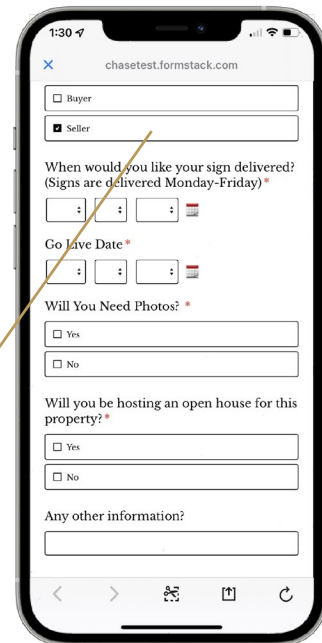 1:30
chasetest.formstack.com
Buyer
Seller
When would you like your sign delivered?
(Signs are delivered Monday-Friday)*
Go Live Date*
Will You Need Photos? *
Yes
No
Will you be hosting an open house for this
property?*
Yes
No
Any other information?